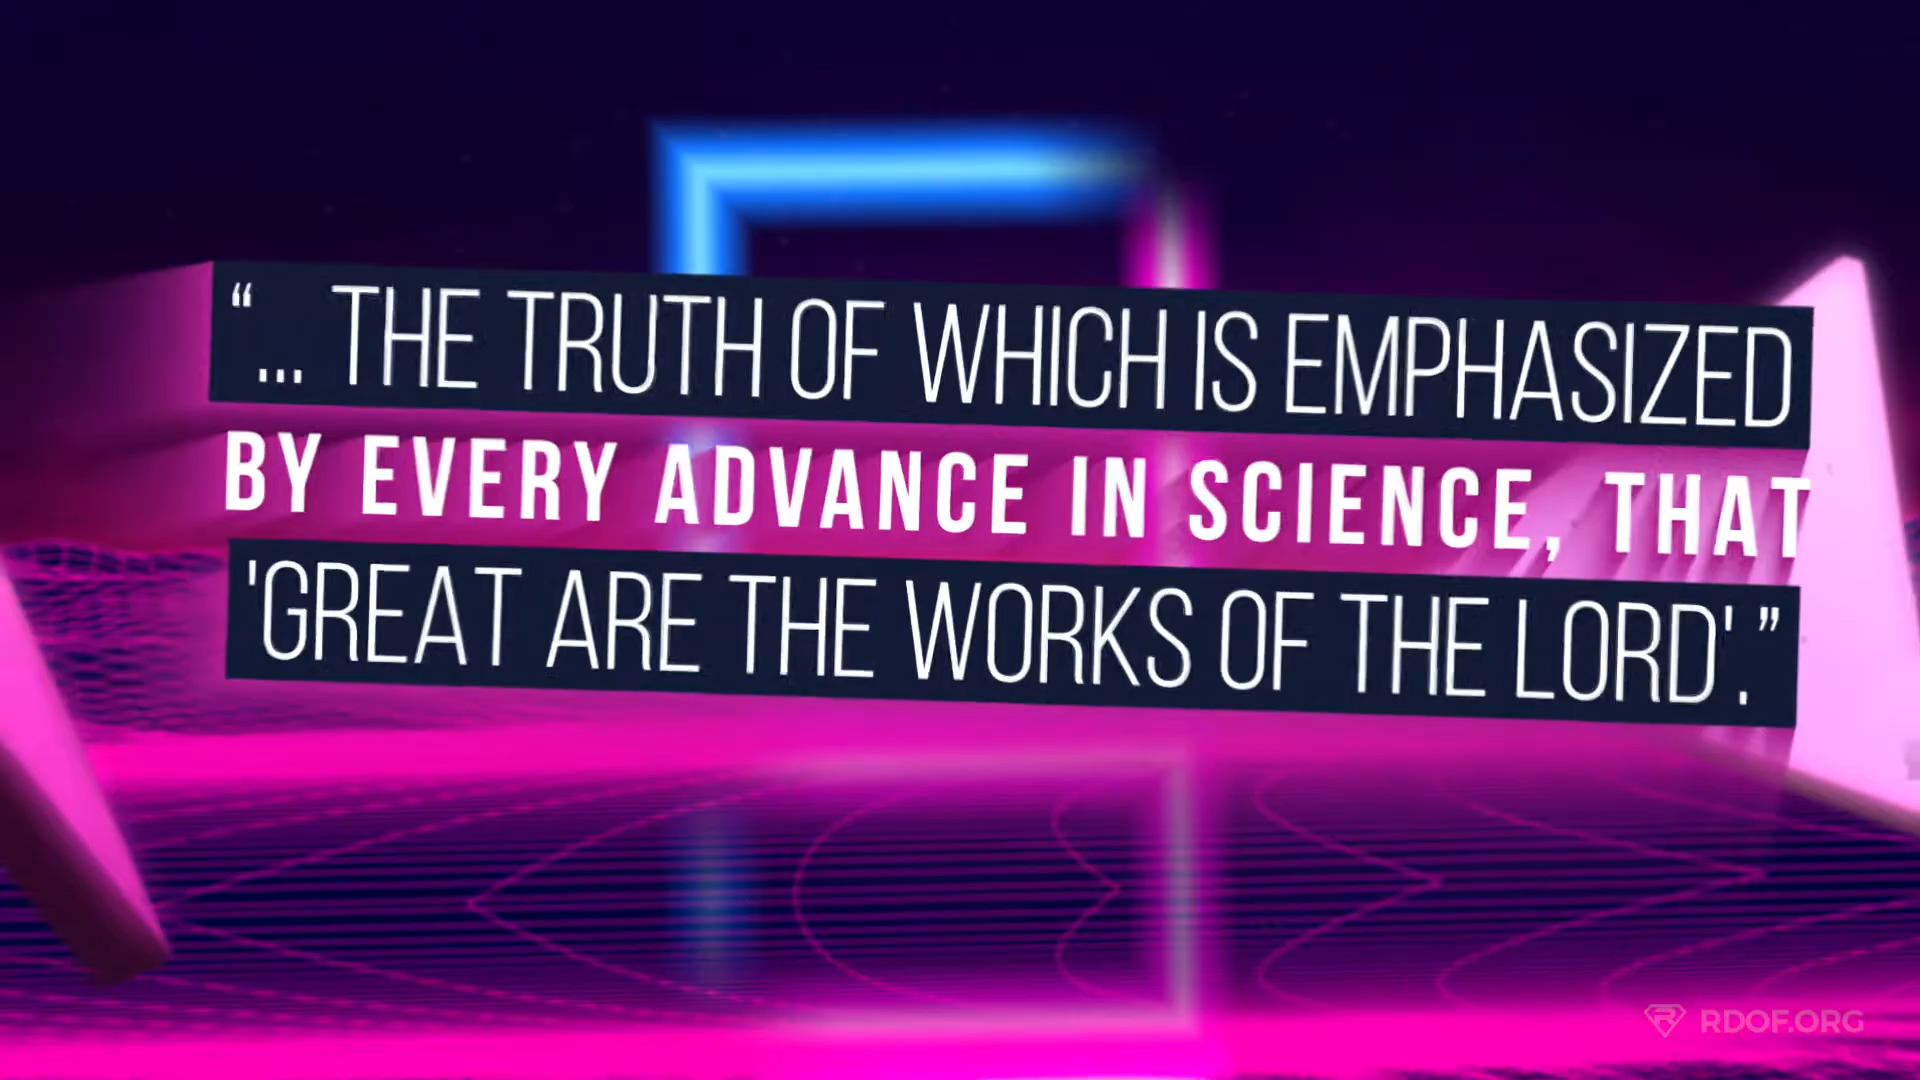 “... THE TRUTH OF WHICH IS EMPHASIZED
BY EVERY ADVANCE IN SCIENCE, THAT
'GREAT ARE THE WORKS OF THE LORD'.”
RDOF.ORG